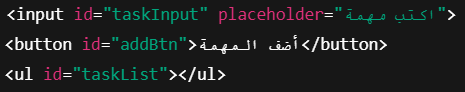 <input id="taskInput" placeholder="اكتب مهمة">
<button id="addBtn">أضف المهمة</button>
<ul id="taskList"></ul>